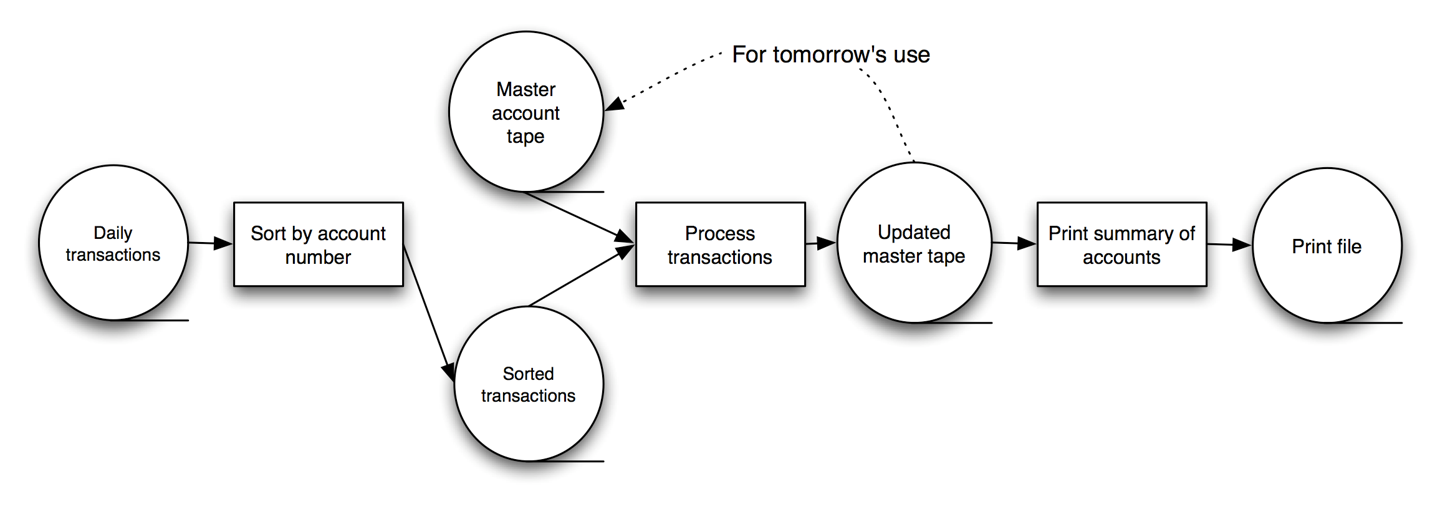 For tomorrow's use
Master
account
tape
Daily
transactions
Sort by account
number
Sorted
transactions
Process
transactions
Updated
master tape
Print summary of
accounts
Print file